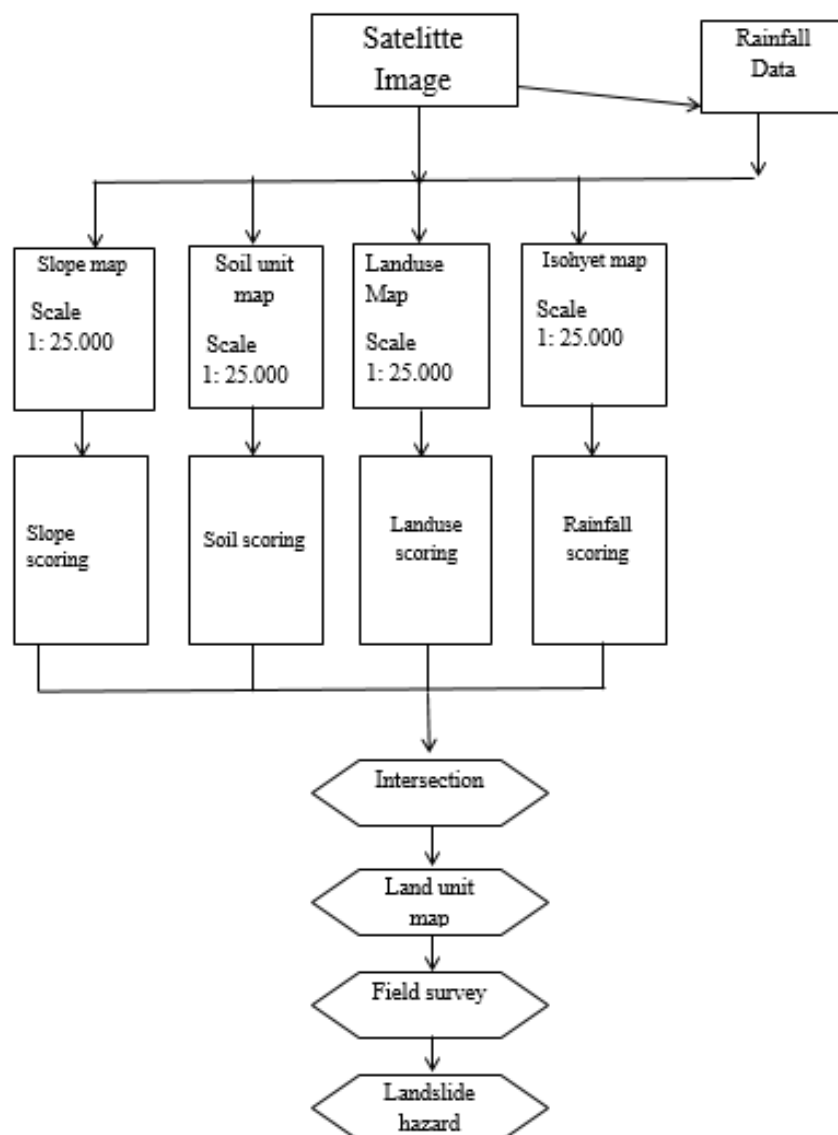 Satelitte
Image
Rainfall
Data
Slope map
Scale
1: 25.000
Soil unit
map
Scale
1: 25.000
Landuse
Map
Scale
1: 25.000
Isohyet map
Scale
1: 25.000
Slope
scoring
Soil scoring
Landuse
scoring
Rainfall
scoring
Intersection
Land unit
map
Field survey
Landslide
hazard